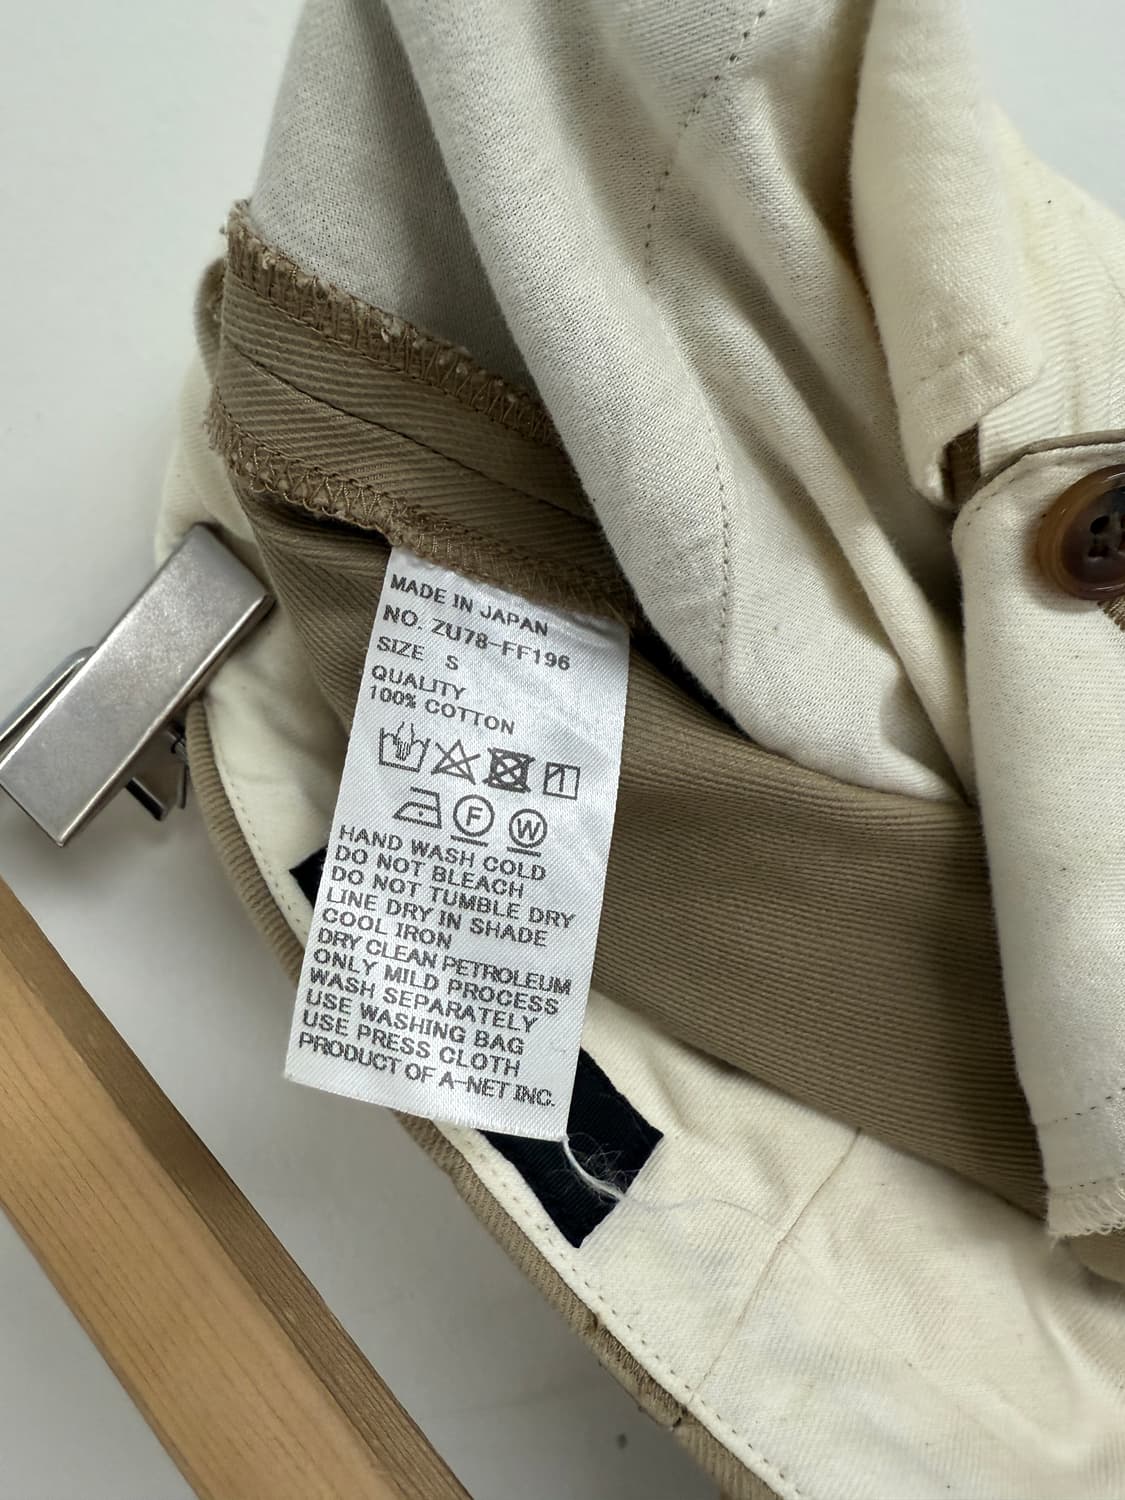 MADE IN JAPAN
NO. ZU78-FF196
SIZE S
QUALITY
100% COTTON
F W
HAND WASH COLD
DO NOT BLEACH
DO NOT TUMBLE DRY
LINE DRY IN SHADE
COOL IRON
DRY CLEAN PETROLEUM
ONLY MILD PROCESS
WASH SEPARATELY
USE WASHING BAG
USE PRESS CLOTH
PRODUCT OF A-NET INC.